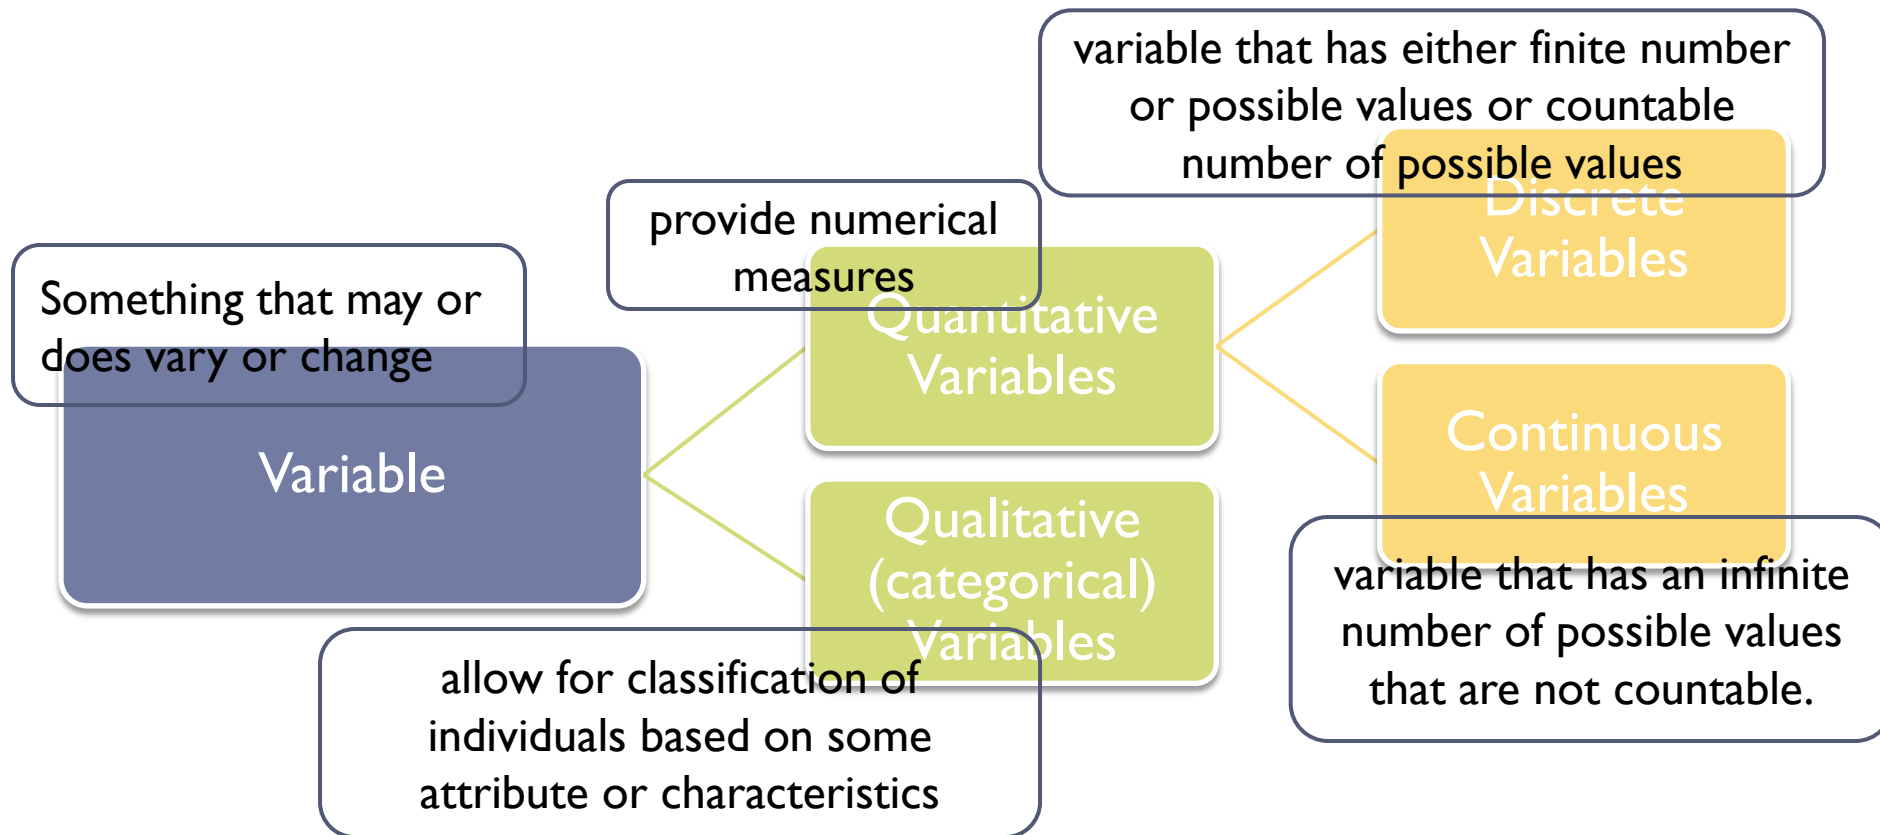 Something that may or
does vary or change
Variable
provide numerical
measures
Quantitative
Variables
allow for classification of
individuals based on some
attribute or characteristics
Qualitative
(categorical)
Variables
variable that has either finite number
or possible values or countable
number of possible values
Discrete
Variables
Continuous
Variables
variable that has an infinite
number of possible values
that are not countable.